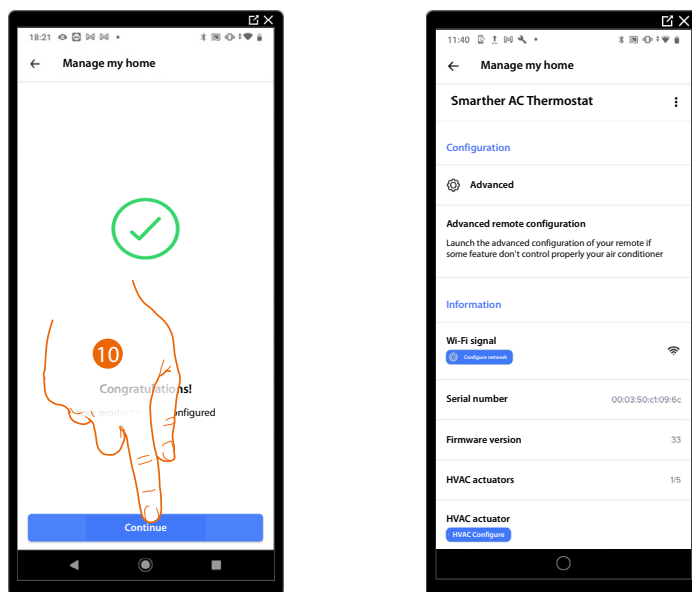 18:21
Manage my home
10
Congratulations!
product onfigured
Continue
11:40
Manage my home
Smarther AC Thermostat
Configuration
Advanced
Advanced remote configuration
Launch the advanced configuration of your remote if
some feature don't control properly your air conditioner
Information
Wi-Fi signal
Configure network
Serial number 00:03:50:c1:09:6c
Firmware version 33
HVAC actuators 1/5
HVAC actuator
HVAC Configure